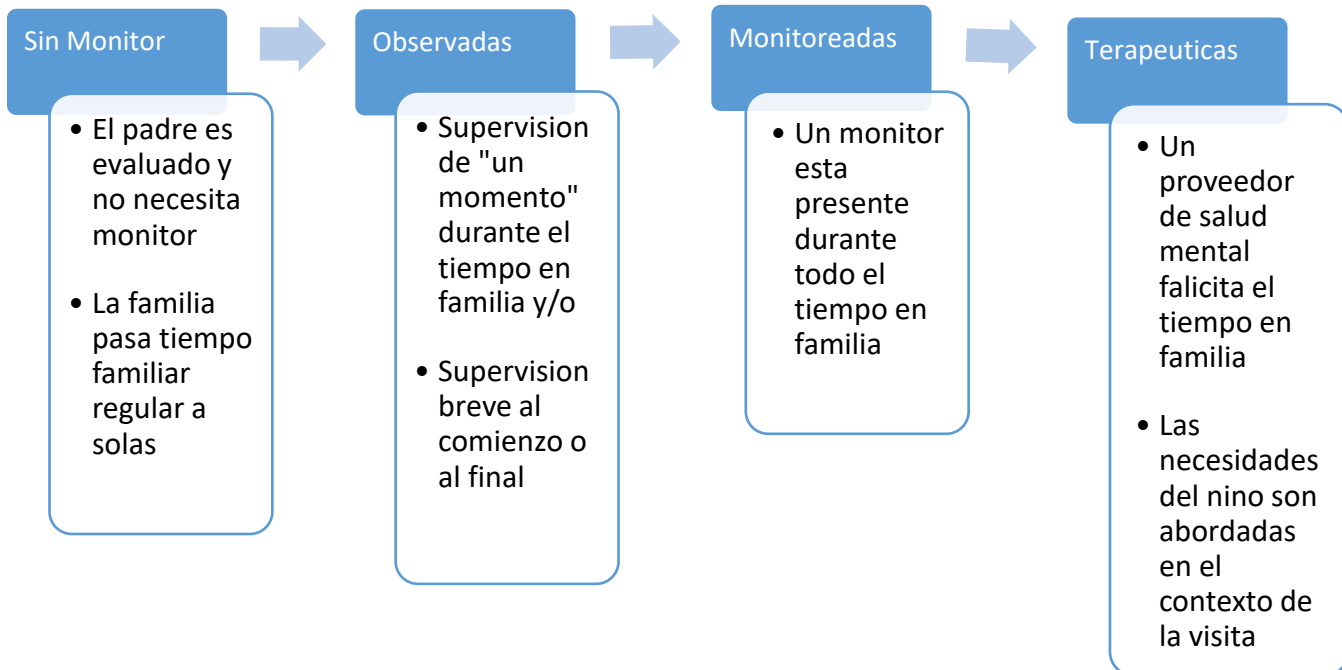 Sin Monitor
• El padre es
evaluado y
no necesita
monitor
• La familia
pasa tiempo
familiar
regular a
solas
Observadas
• Supervision
de "un
momento"
durante el
tiempo en
familia y/o
• Supervision
breve al
comienzo o
al final
Monitoreadas
• Un monitor
esta
presente
durante
todo el
tiempo en
familia
Terapeuticas
• Un
proveedor
de salud
mental
falicita el
tiempo en
familia
• Las
necesidades
del nino son
abordadas
en el
contexto de
la visita